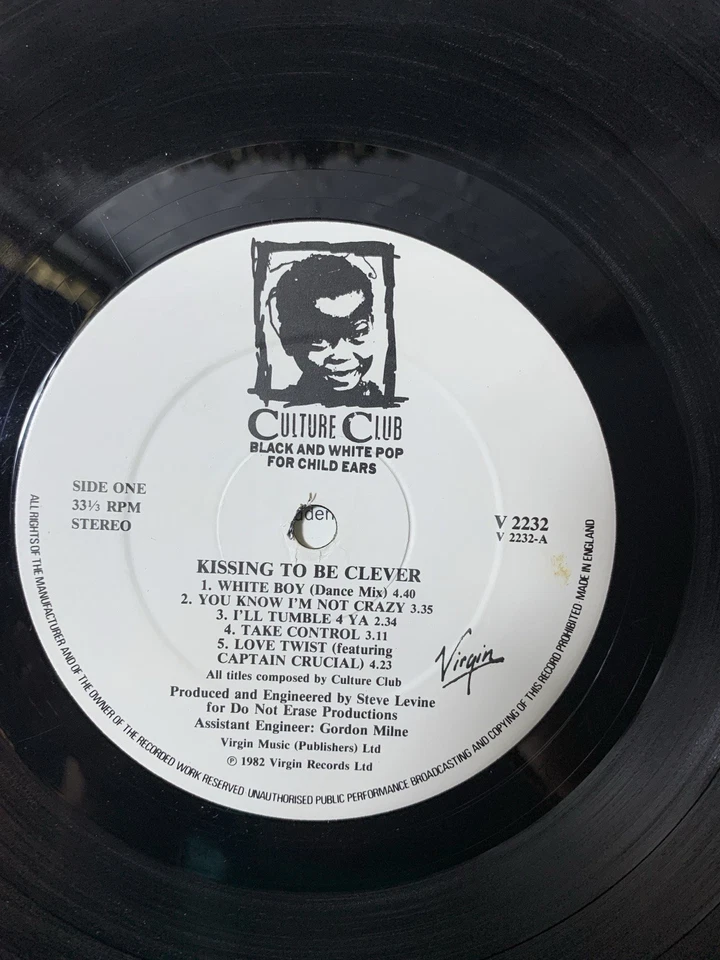 CULTURE CLUB
BLACK AND WHITE POP
FOR CHILD EARS
SIDE ONE
33⅓ RPM
STEREO
V 2232
V 2232-A
KISSING TO BE CLEVER
1. WHITE BOY (Dance Mix) 4.40
2. YOU KNOW I'M NOT CRAZY 3.35
3. I'LL TUMBLE 4 YA 2.34
4. TAKE CONTROL 3.11
5. LOVE TWIST (featuring
CAPTAIN CRUCIAL) 4.23
All titles composed by Culture Club
Produced and Engineered by Steve Levine
for Do Not Erase Productions
Assistant Engineer: Gordon Milne
Virgin Music (Publishers) Ltd
℗ 1982 Virgin Records Ltd
Virgin
ALL RIGHTS OF THE MANUFACTURER AND OF THE OWNER OF THE RECORDED WORK RESERVED UNAUTHORISED PUBLIC PERFORMANCE BROADCASTING AND COPYING OF THIS RECORD PROHIBITED MADE IN ENGLAND